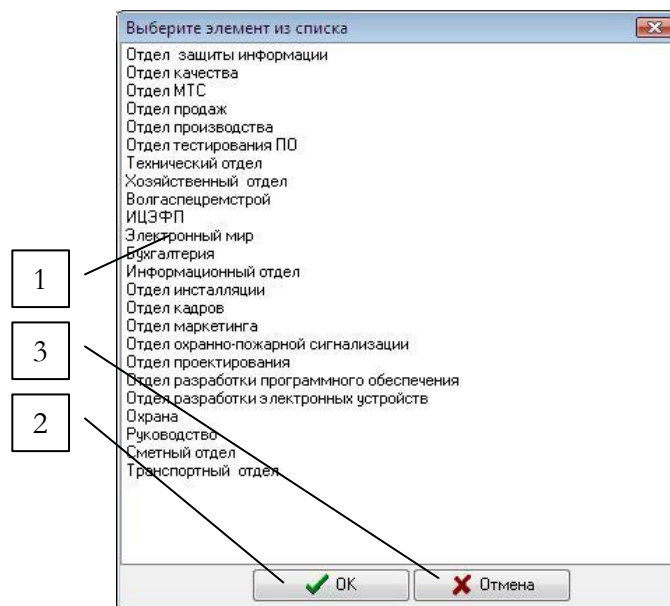 Выберите элемент из списка
Отдел защиты информации
Отдел качества
Отдел МТС
Отдел продаж
Отдел производства
Отдел тестирования ПО
Технический отдел
Хозяйственный отдел
Волгаспецремстрой
ИЦЭФП
Электронный мир
Бухгалтерия
Информационный отдел
Отдел инсталляции
Отдел кадров
Отдел маркетинга
Отдел охранно-пожарной сигнализации
Отдел проектирования
Отдел разработки программного обеспечения
Отдел разработки электронных устройств
Охрана
Руководство
Сметный отдел
Транспортный отдел
1
3
2
OK
Отмена